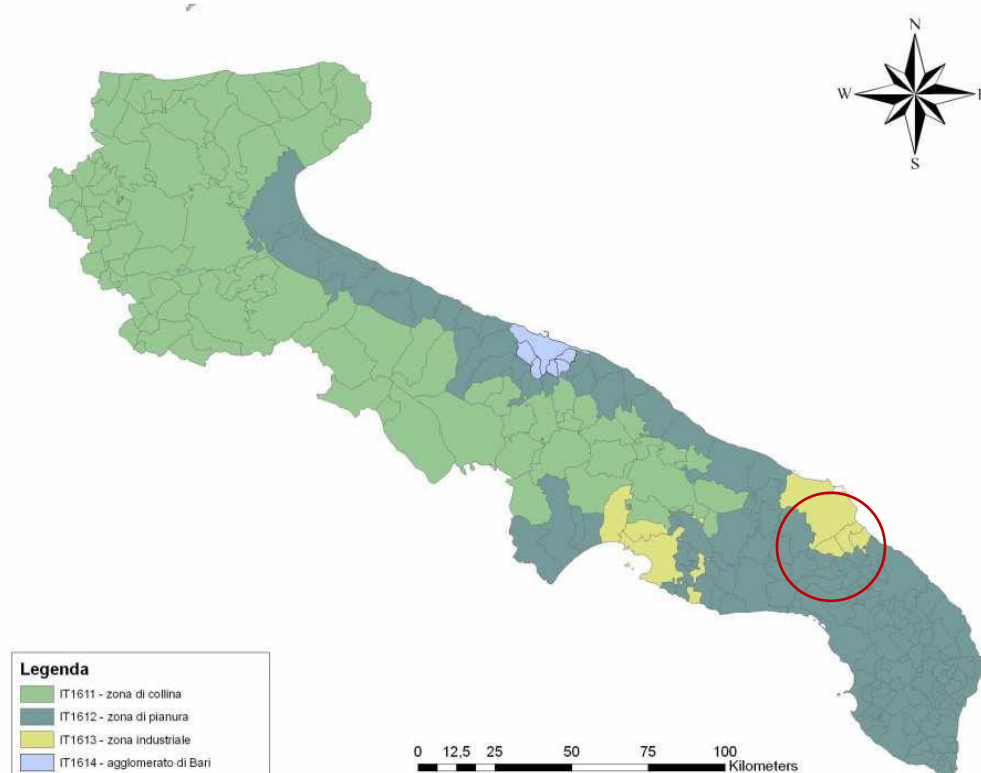 N
W E
S
Legenda
IT1611 - zona di collina
IT1612 - zona di pianura
IT1613 - zona industriale
IT1614 - agglomerato di Bari
0 12,5 25 50 75 100
Kilometers